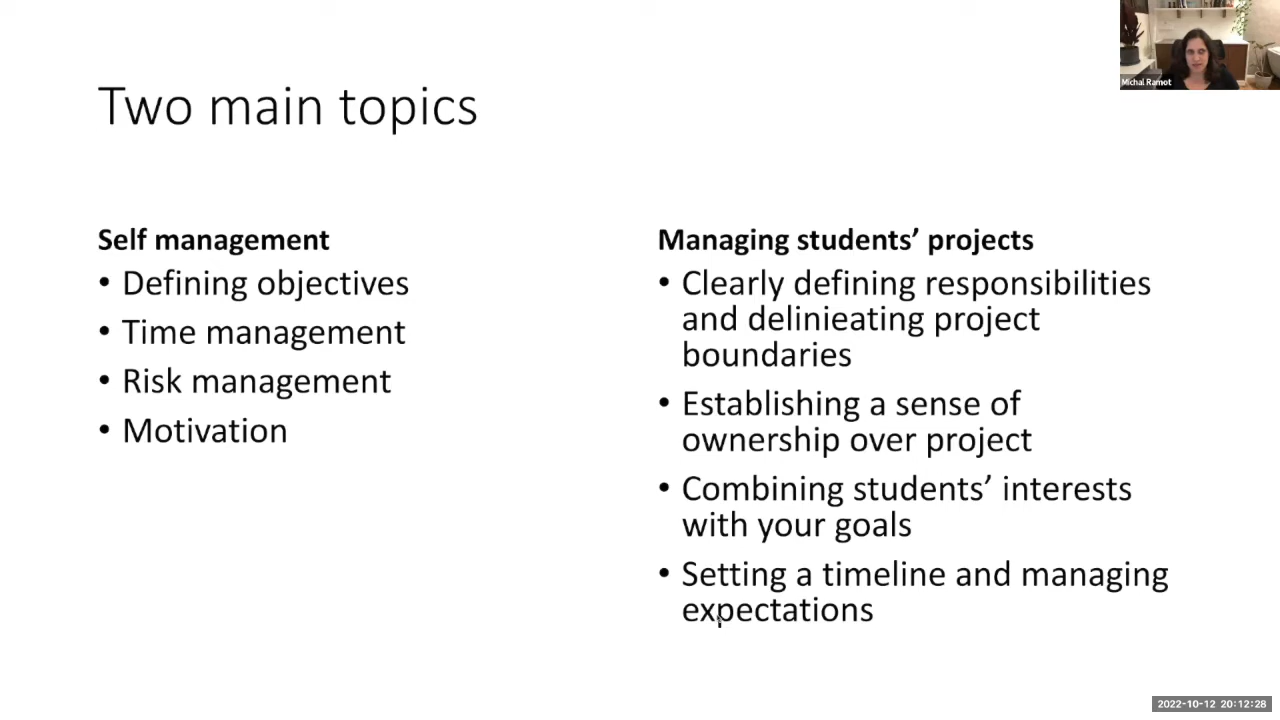 Two main topics
Self management
• Defining objectives
• Time management
• Risk management
• Motivation
Managing students’ projects
• Clearly defining responsibilities
and delinieating project
boundaries
• Establishing a sense of
ownership over project
• Combining students’ interests
with your goals
• Setting a timeline and managing
expectations
Michal Ramot
2022-10-12 20:12:28